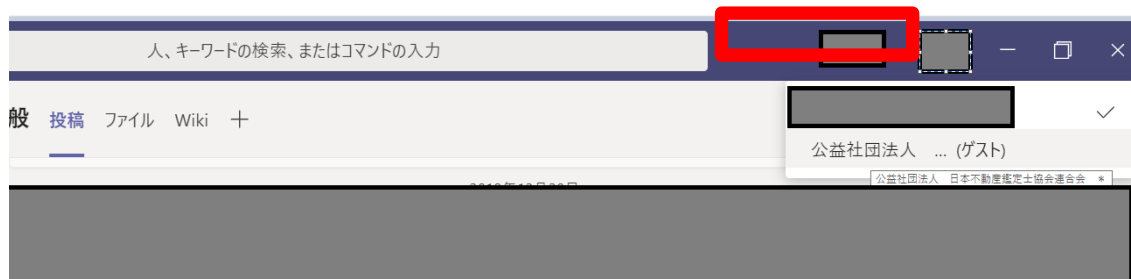 人、キーワードの検索、またはコマンドの入力
般 投稿 ファイル Wiki +
公益社団法人 ... (ゲスト)
公益社団法人 日本不動産鑑定士協会連合会 *